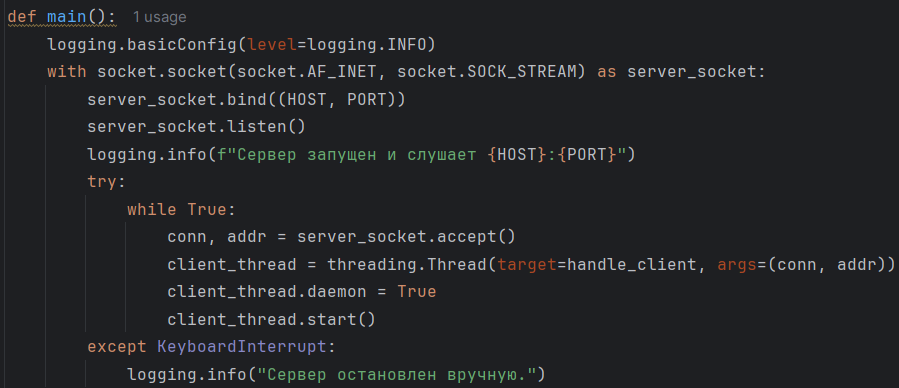 def main(): 1 usage
    logging.basicConfig(level=logging.INFO)
    with socket.socket(socket.AF_INET, socket.SOCK_STREAM) as server_socket:
        server_socket.bind((HOST, PORT))
        server_socket.listen()
        logging.info(f"Сервер запущен и слушает {HOST}:{PORT}")
        try:
            while True:
                conn, addr = server_socket.accept()
                client_thread = threading.Thread(target=handle_client, args=(conn, addr))
                client_thread.daemon = True
                client_thread.start()
        except KeyboardInterrupt:
            logging.info("Сервер остановлен вручную.")